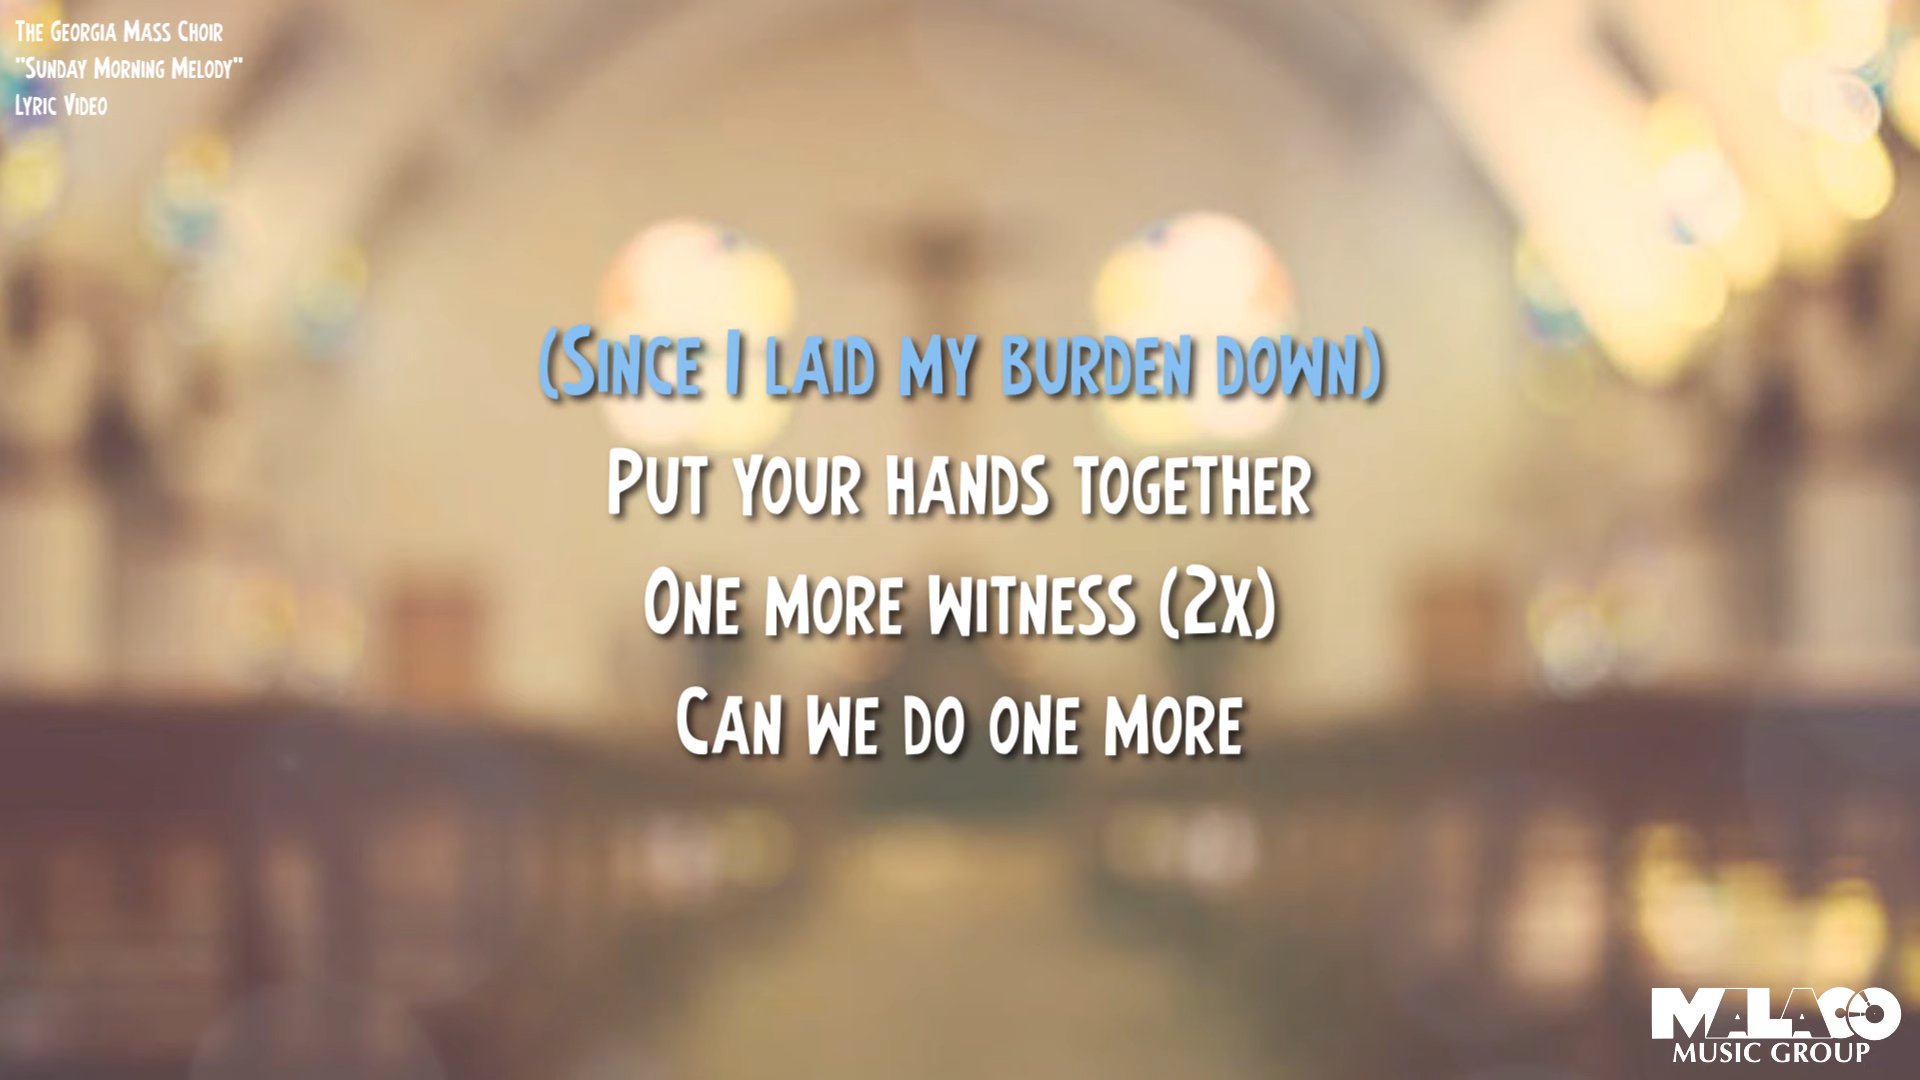 The Georgia Mass Choir
"Sunday Morning Melody"
Lyric Video
(Since I laid my burden down)
Put your hands together
One more witness (2x)
Can we do one more
MALACO
MUSIC GROUP